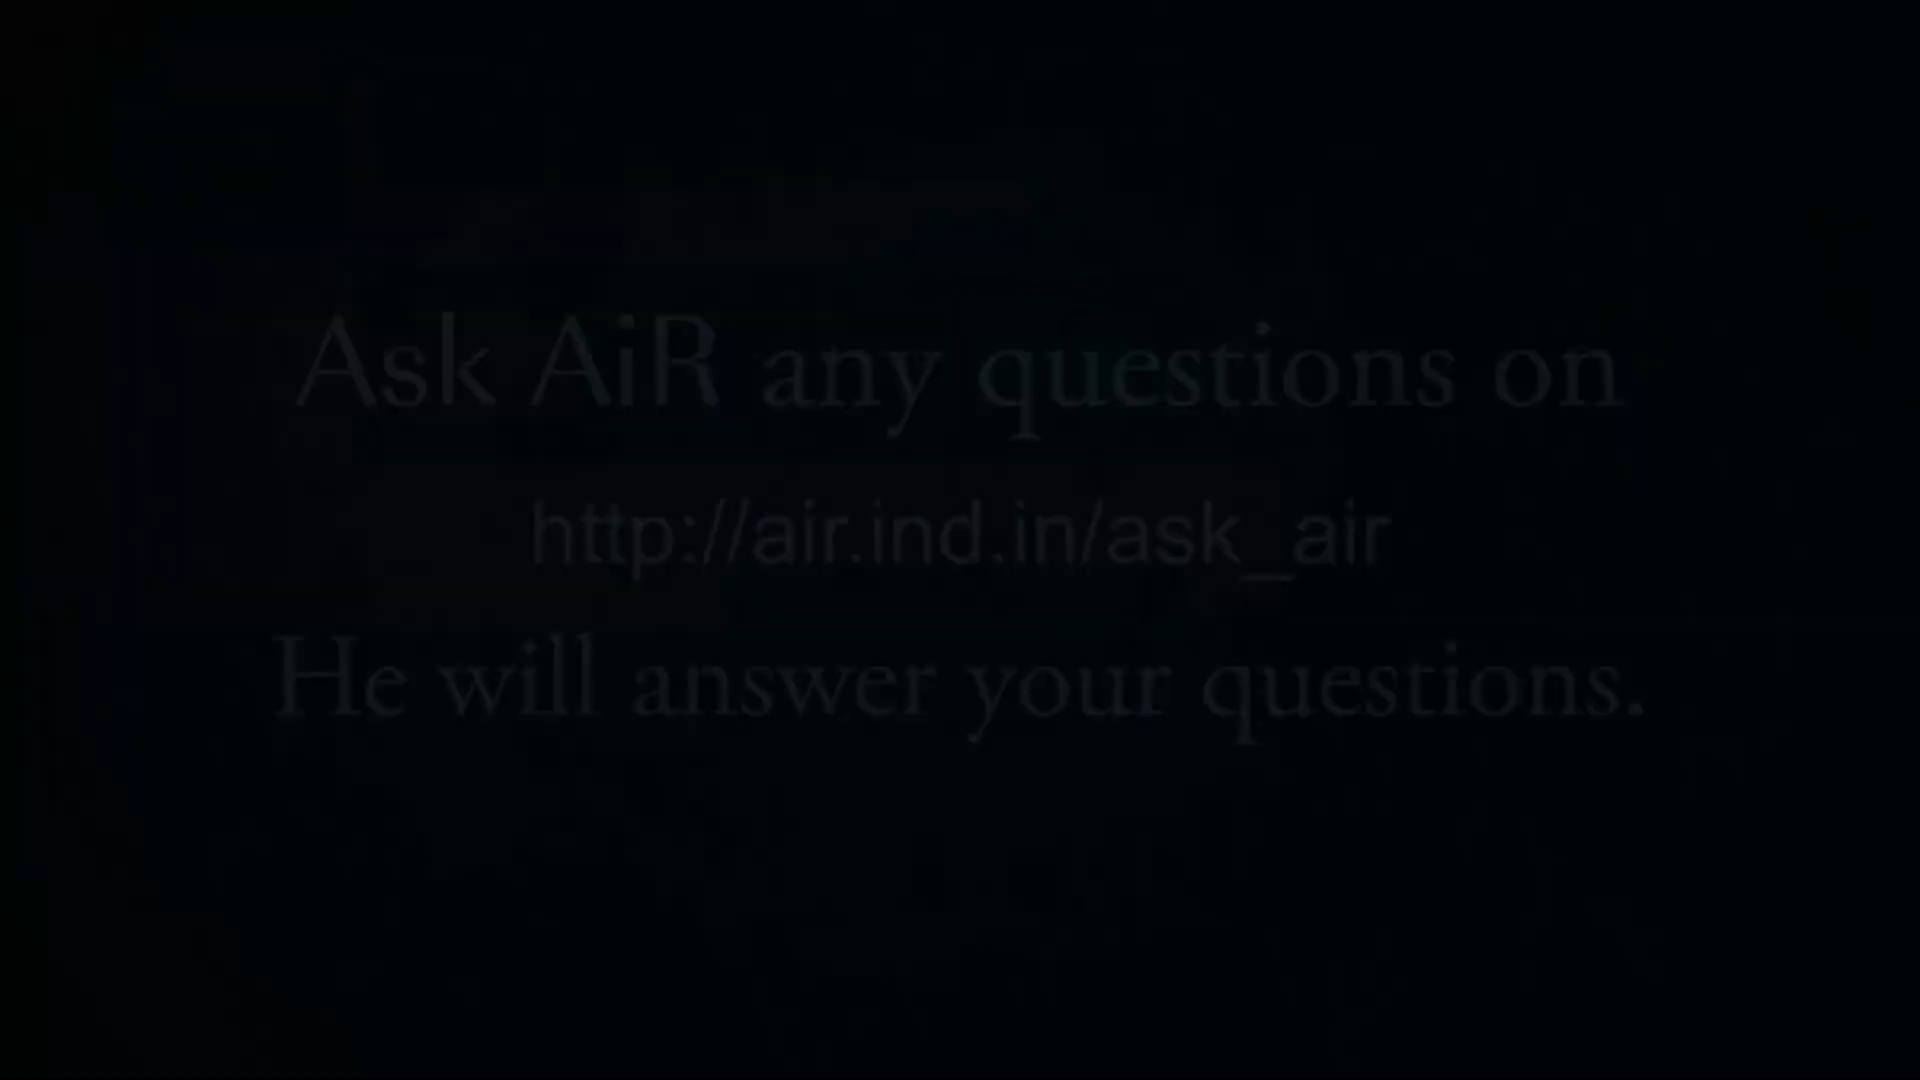 Ask AiR any questions on
http://air.ind.in/ask_air
He will answer your questions.